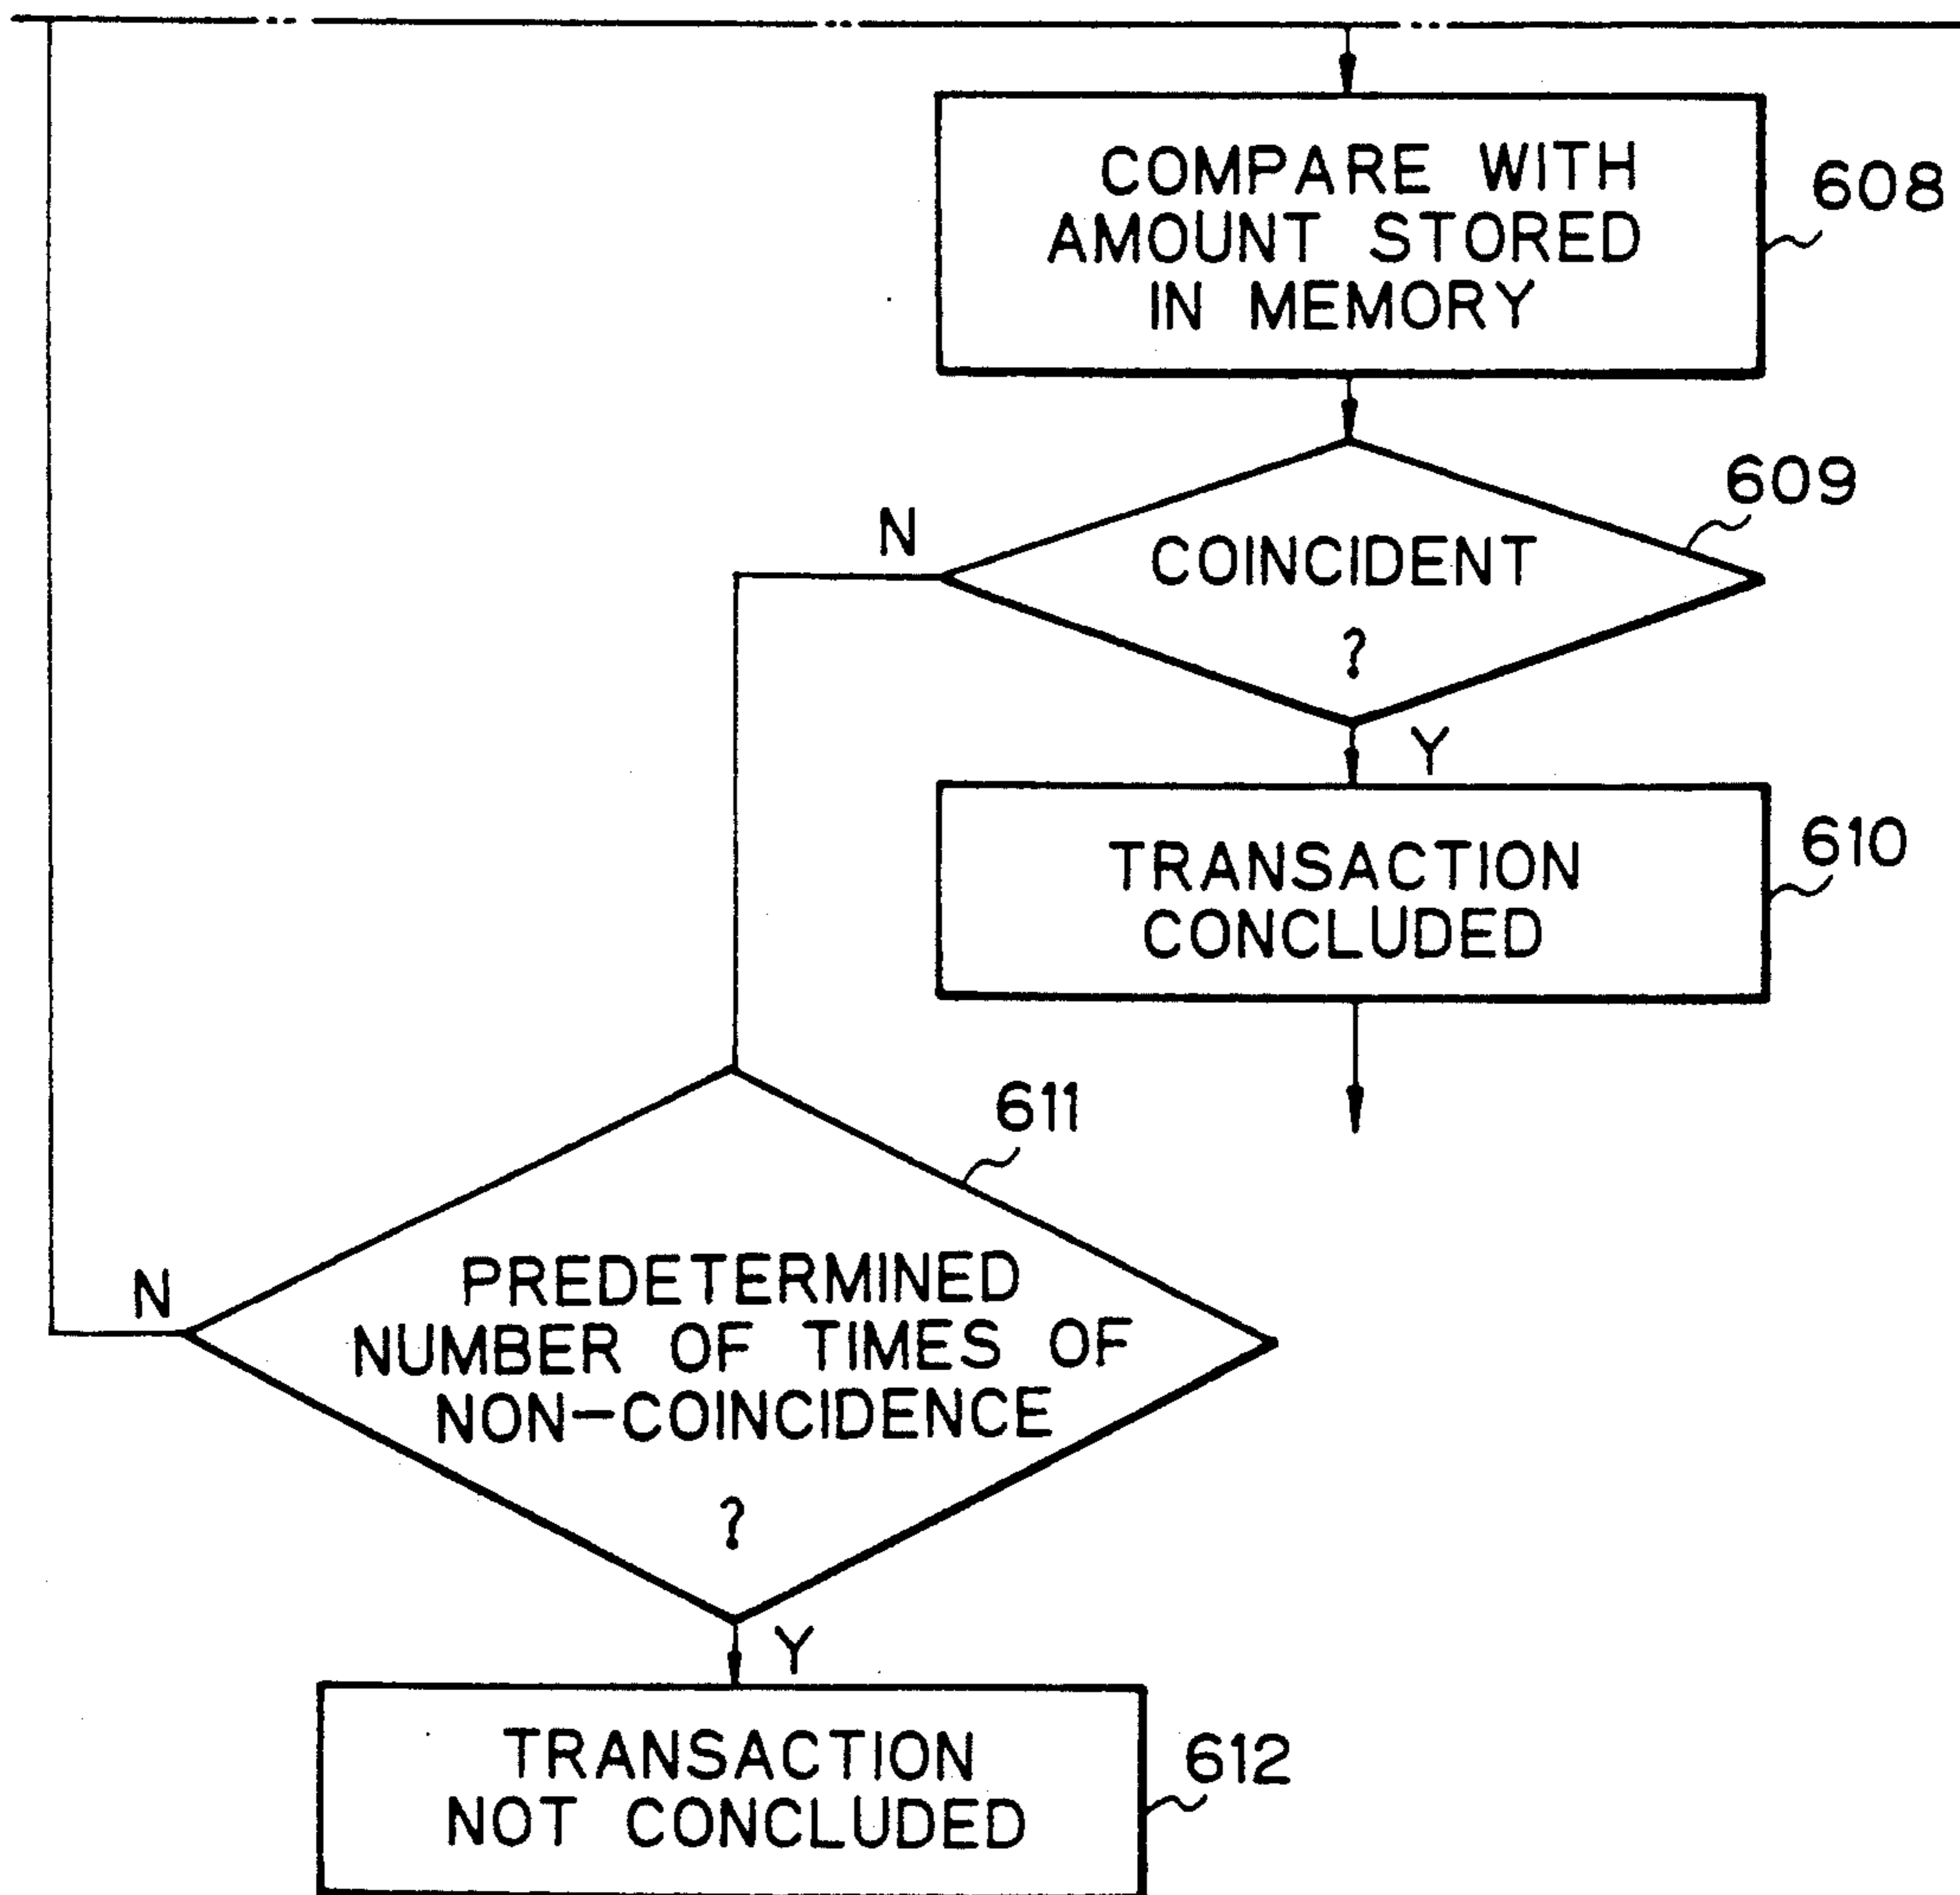 COMPARE WITH
AMOUNT STORED
IN MEMORY
608
609
N
COINCIDENT
?
Y
TRANSACTION
CONCLUDED
610
611
N
PREDETERMINED
NUMBER OF TIMES OF
NON-COINCIDENCE
?
Y
TRANSACTION
NOT CONCLUDED
612